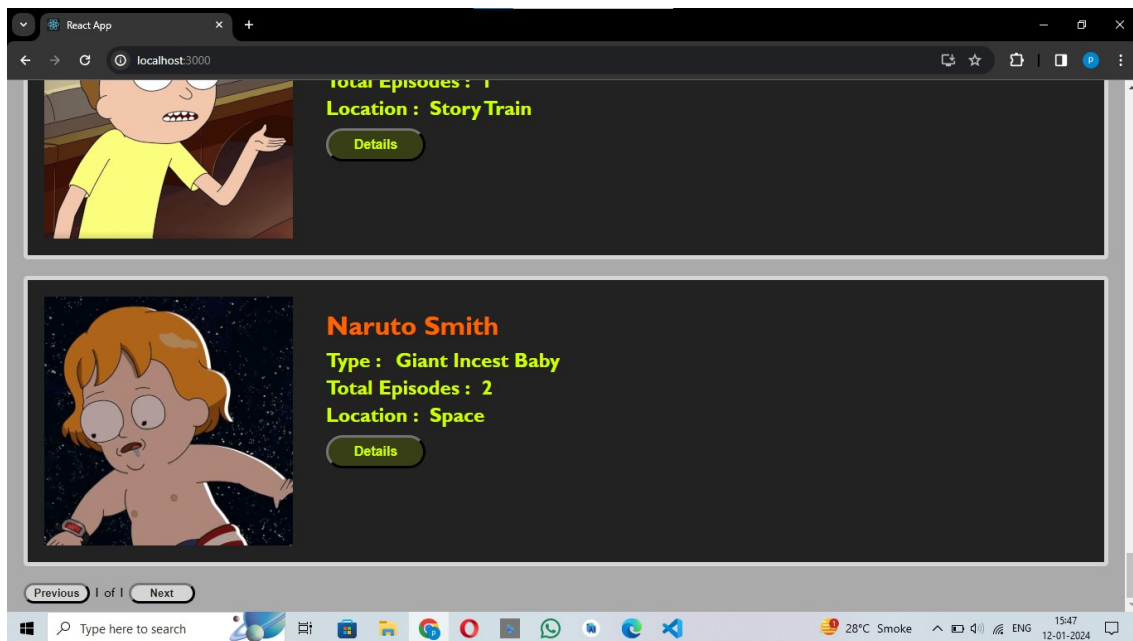 React App
localhost:3000
P
Total Episodes : 1
Location : Story Train
Details
Naruto Smith
Type : Giant Incest Baby
Total Episodes : 2
Location : Space
Details
Previous 1 of 1 Next
Type here to search
28°C Smoke
ENG
15:47
12-01-2024